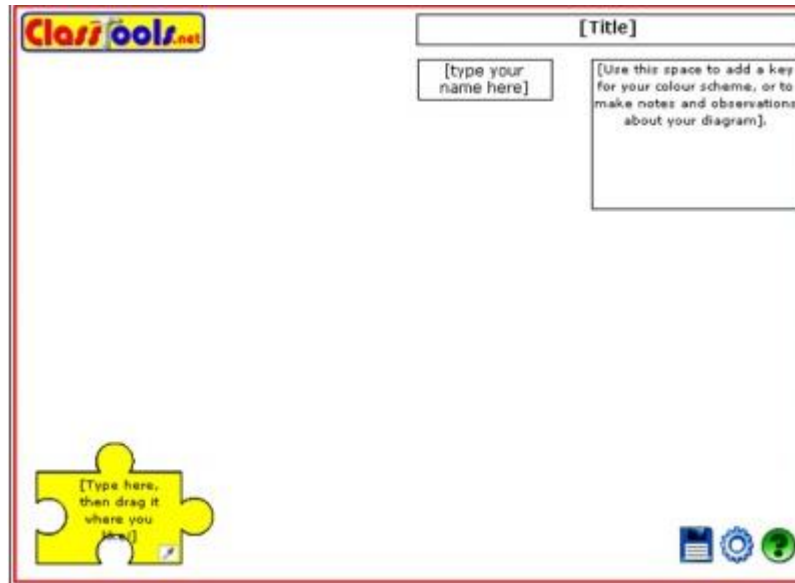 ClassTools.net
[Title]
[type your
name here]
[Use this space to add a key
for your colour scheme, or to
make notes and observations
about your diagram].
[Type here,
then drag it
where you
?